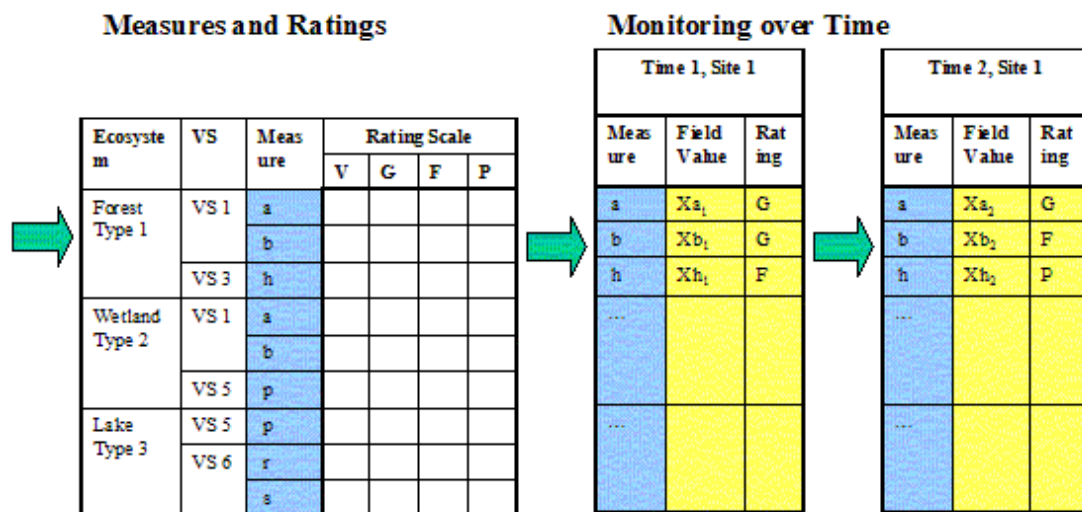 Measures and Ratings
Monitoring over Time
Ecosyste
m
VS
Meas
ure
Rating Scale
V G F P
Forest
Type 1
VS 1
a
b
VS 3
h
Wetland
Type 2
VS 1
a
b
VS 5
p
Lake
Type 3
VS 5
p
VS 6
r
s
Time 1, Site 1
Meas
ure
Field
Value
Rat
ing
a Xa₁ G
b Xb₁ G
h Xh₁ F
...
...
Time 2, Site 1
Meas
ure
Field
Value
Rat
ing
a Xa₂ G
b Xb₂ F
h Xh₂ P
...
...